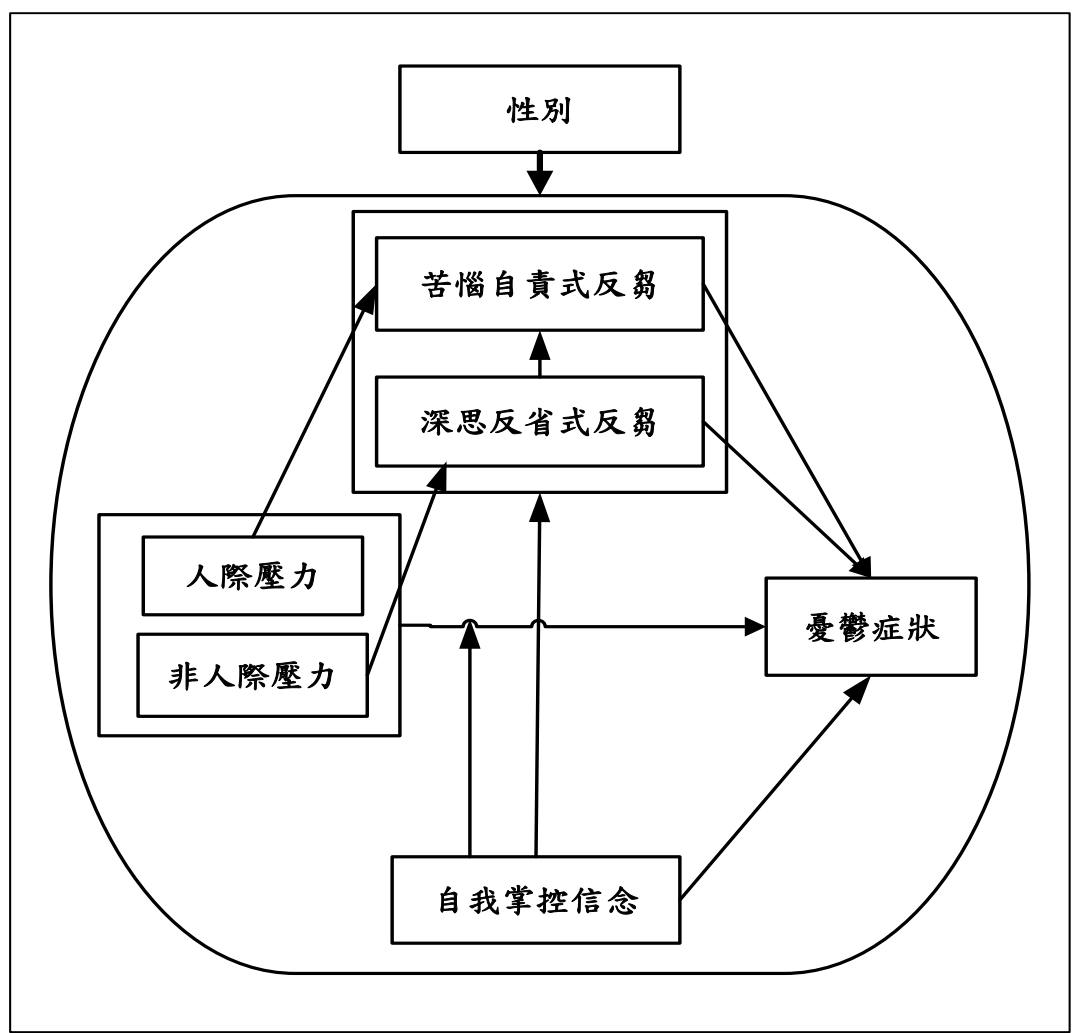 性別
苦惱自責式反芻
深思反省式反芻
人際壓力
非人際壓力
憂鬱症狀
自我掌控信念